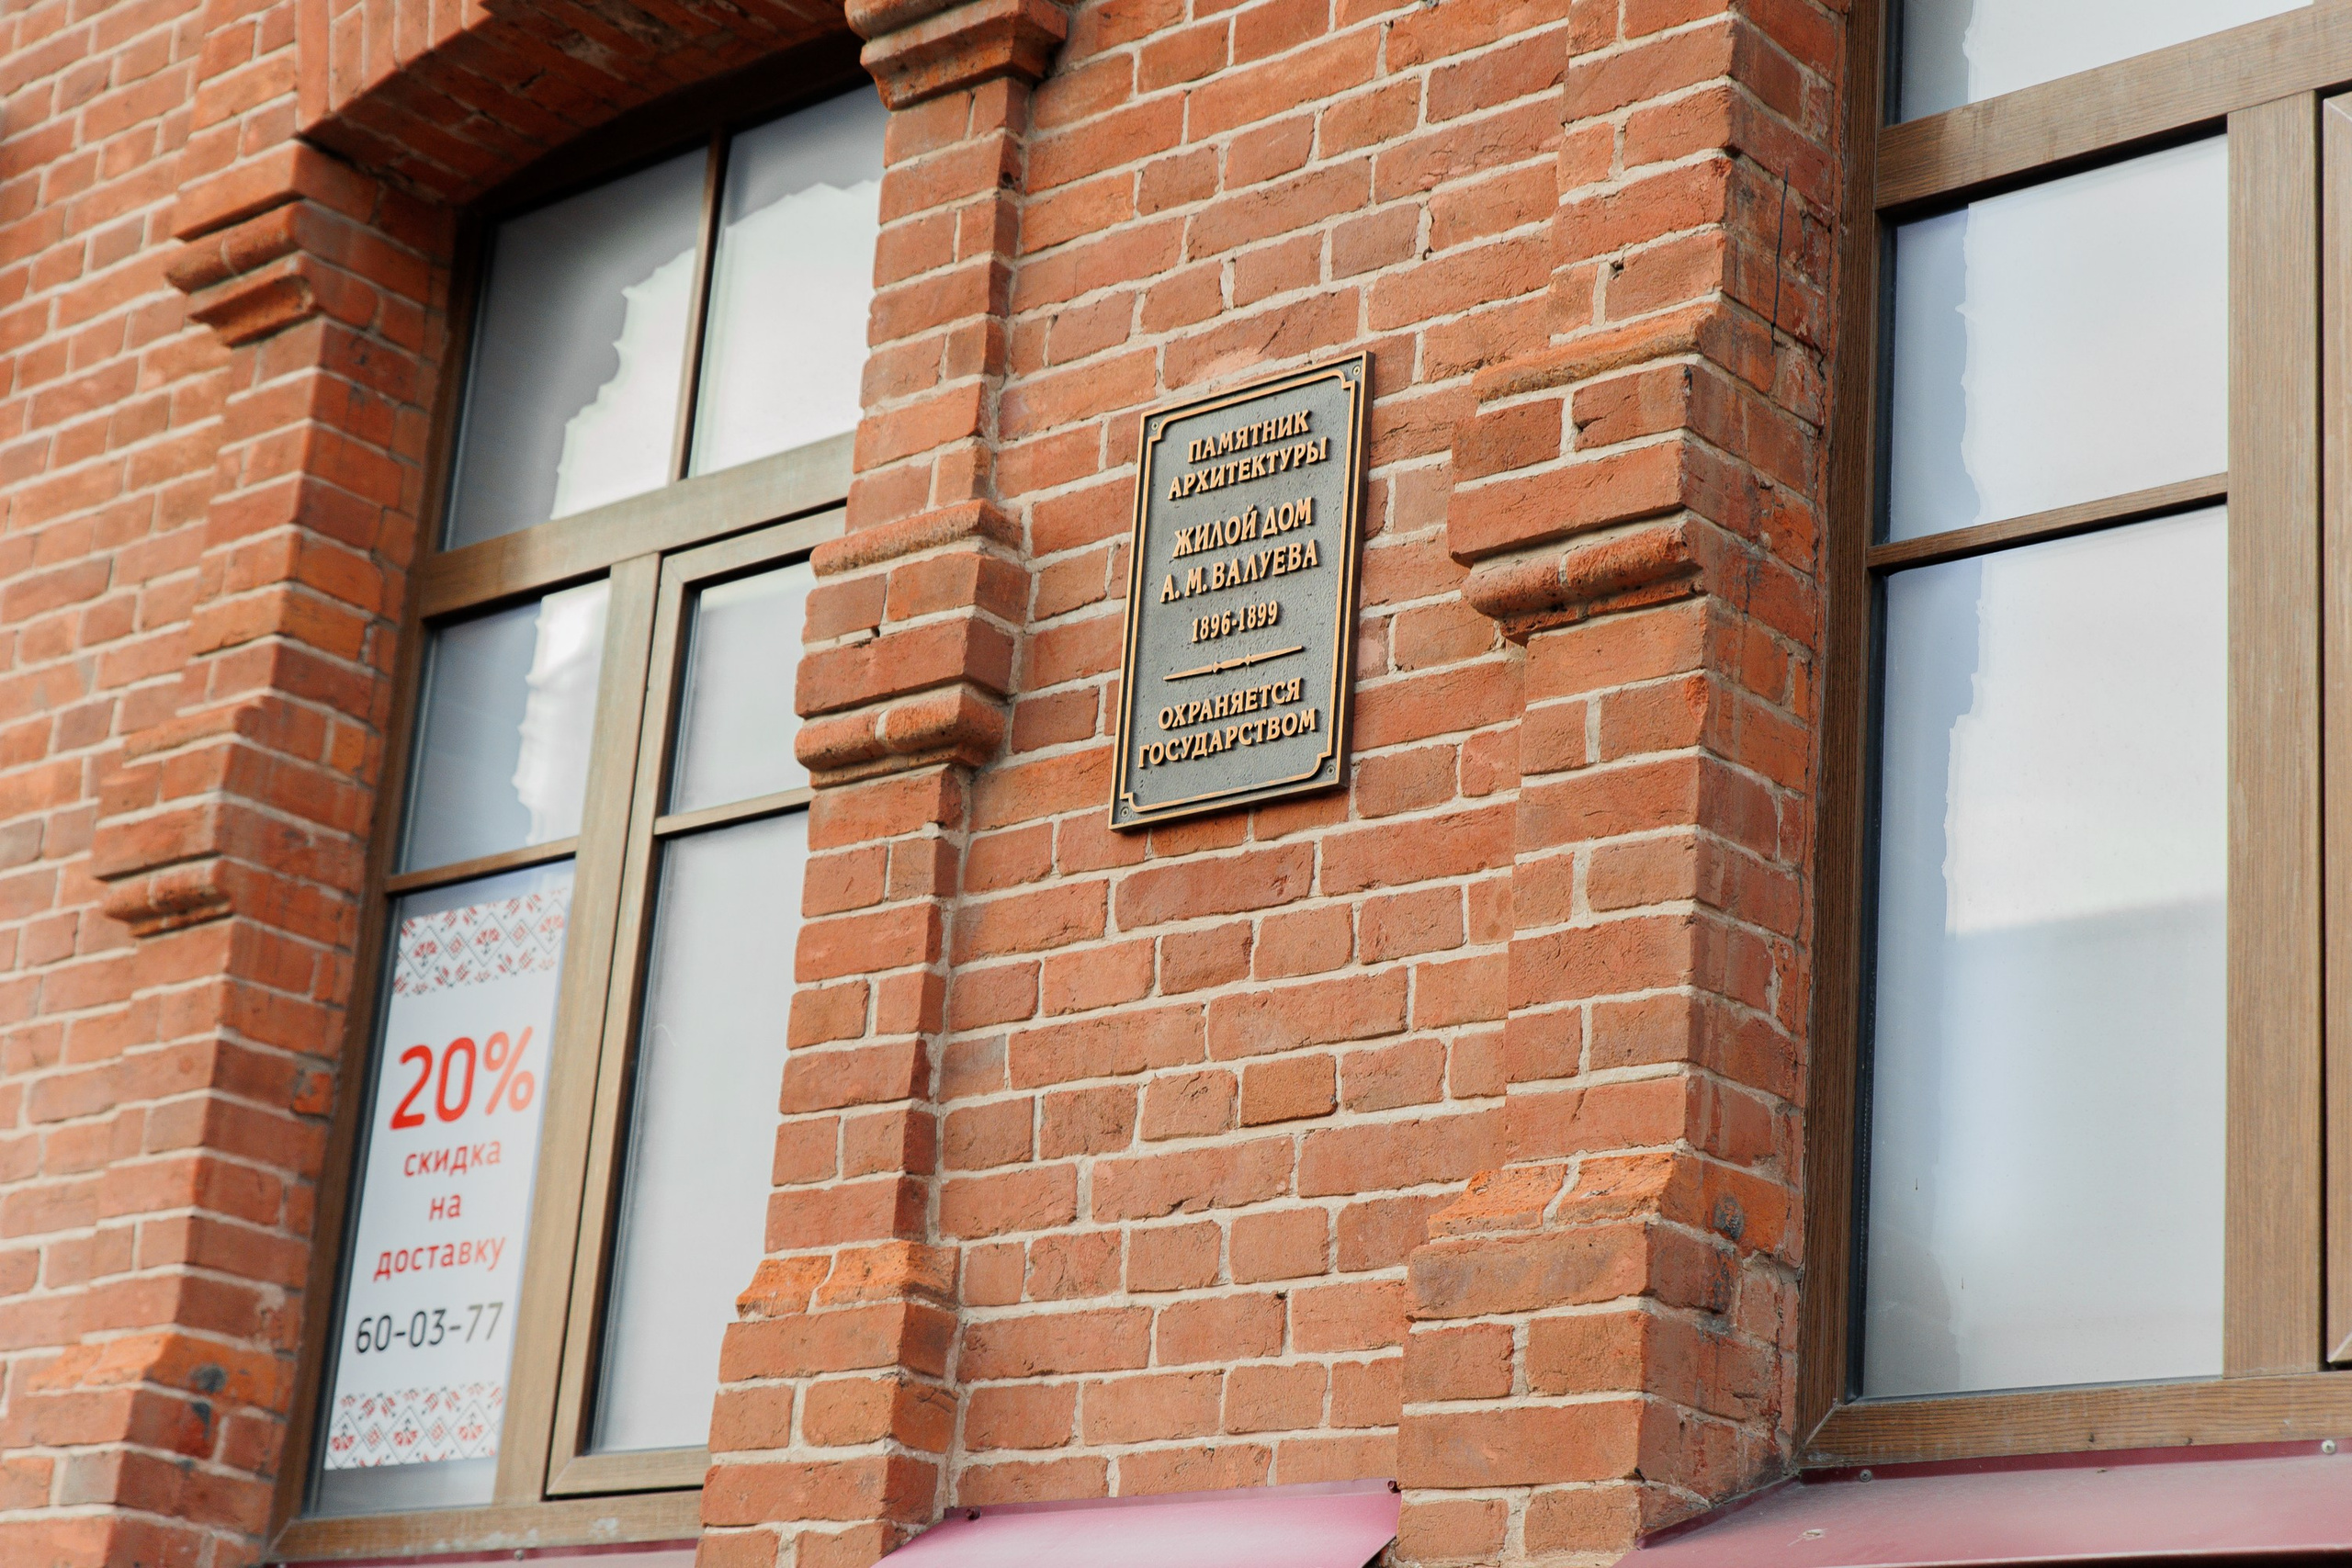 ПАМЯТНИК
АРХИТЕКТУРЫ
ЖИЛОЙ ДОМ
А. М. ВАЛУЕВА
1896-1899
ОХРАНЯЕТСЯ
ГОСУДАРСТВОМ
20%
скидка
на
доставку
60-03-77